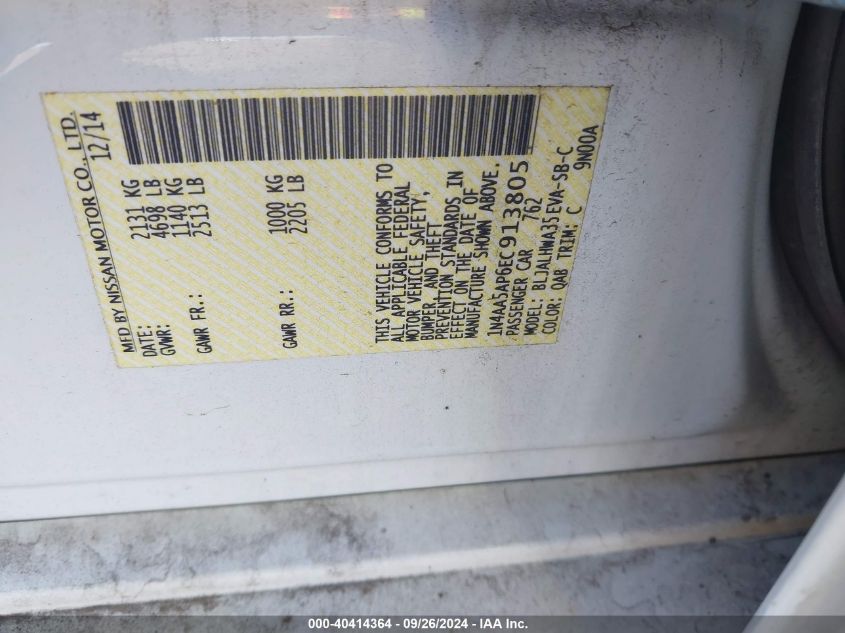 MFD BY NISSAN MOTOR CO., LTD.
DATE: 12/14
GVWR: 2131 KG
4698 LB
GAWR FR.: 1140 KG
2513 LB
GAWR RR.: 1000 KG
2205 LB
THIS VEHICLE CONFORMS TO
ALL APPLICABLE FEDERAL
MOTOR VEHICLE SAFETY,
BUMPER, AND THEFT
PREVENTION STANDARDS IN
EFFECT ON THE DATE OF
MANUFACTURE SHOWN ABOVE.
1N4AA5AP6EC913805
PASSENGER CAR 762
MODEL: BLJALHWA35EVA-SB-C
COLOR: QAB TRIM: C 9N00A
000-40414364 - 09/26/2024 - IAA Inc.